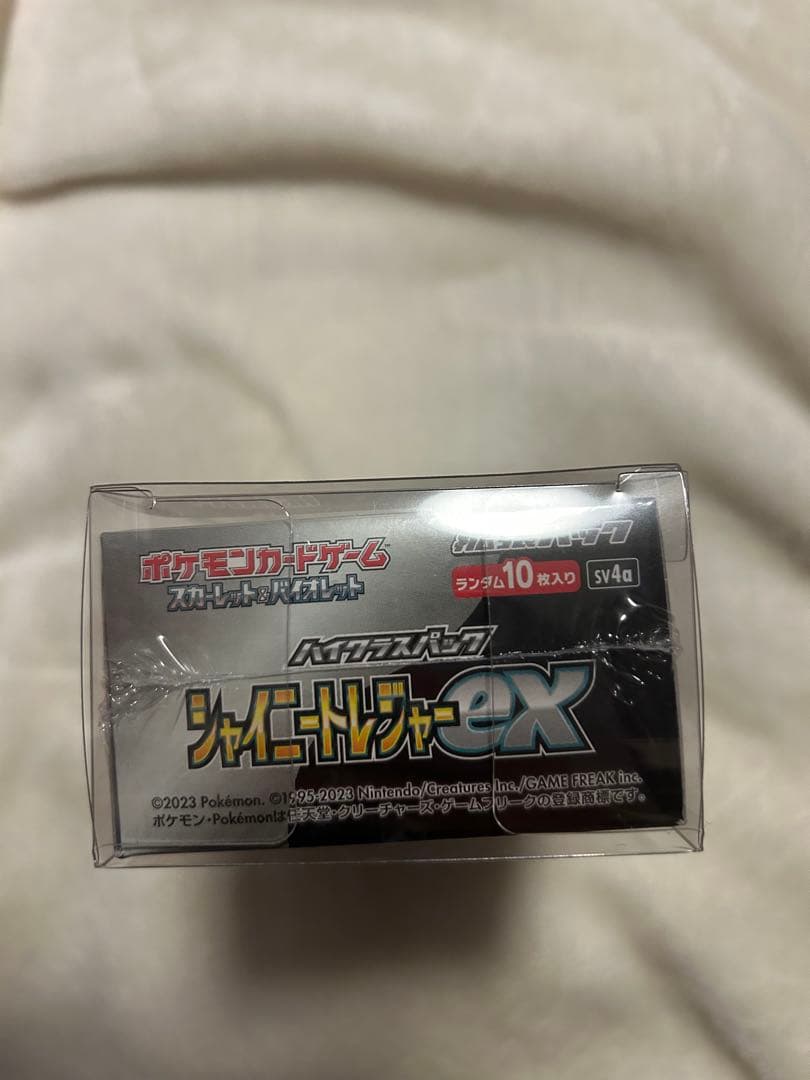 ポケモンカードゲーム
スカーレット&バイオレット
拡張パック
ランダム10枚入り
sv4a
ハイクラスパック
シャイニートレジャーex
©2023 Pokémon. ©1995-2023 Nintendo/Creatures Inc./GAME FREAK inc.
ポケモン・Pokémonは任天堂・クリーチャーズ・ゲームフリークの登録商標です。